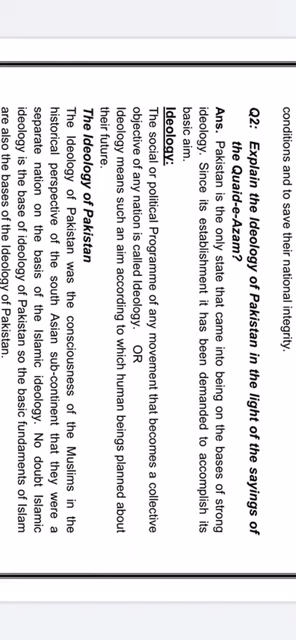 conditions and to save their national integrity.
Q2: Explain the Ideology of Pakistan in the light of the sayings of
the Quaid-e-Azam?
Ans. Pakistan is the only state that came into being on the bases of strong
ideology. Since its establishment it has been demanded to accomplish its
basic aim.
Ideology:
The social or political Programme of any movement that becomes a collective
objective of any nation is called Ideology. OR
Ideology means such an aim according to which human beings planned about
their future.
The Ideology of Pakistan
The Ideology of Pakistan was the consciousness of the Muslims in the
historical perspective of the south Asian sub-continent that they were a
separate nation on the basis of the Islamic ideology. No doubt Islamic
ideology is the base of ideology of Pakistan so the basic fundaments of Islam
are also the bases of the Ideology of Pakistan.